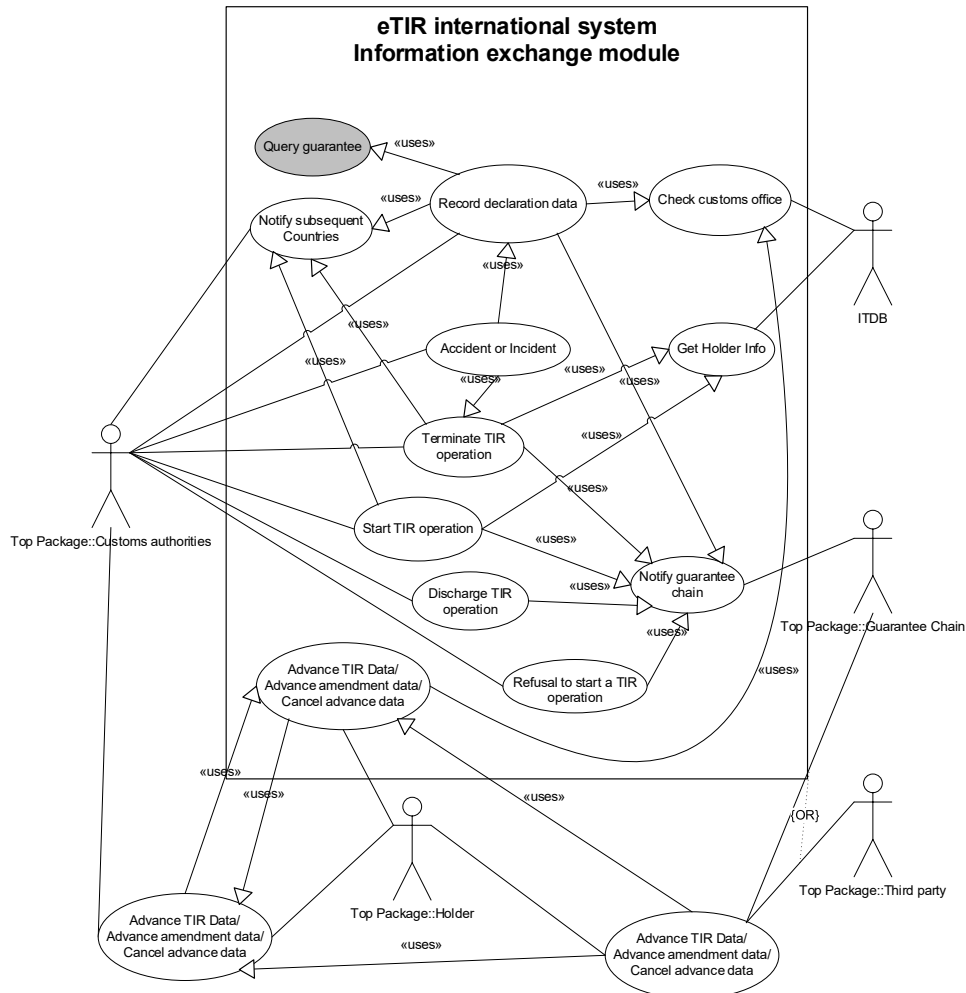 eTIR international system
Information exchange module
Query guarantee
«uses»
Record declaration data
«uses»
Check customs office
«uses»
Notify subsequent
Countries
«uses»
ITDB
«uses»
Accident or Incident
Get Holder Info
«uses»
«uses»
«uses»
«uses»
«uses»
Terminate TIR
operation
«uses»
«uses»
Top Package::Customs authorities
Start TIR operation
«uses»
Notify guarantee
chain
«uses»
Discharge TIR
operation
Top Package::Guarantee Chain
«uses»
Advance TIR Data/
Advance amendment data/
Cancel advance data
Refusal to start a TIR
operation
«uses»
«uses»
«uses»
«uses»
{OR}
Top Package::Holder
Top Package::Third party
Advance TIR Data/
Advance amendment data/
Cancel advance data
«uses»
Advance TIR Data/
Advance amendment data/
Cancel advance data